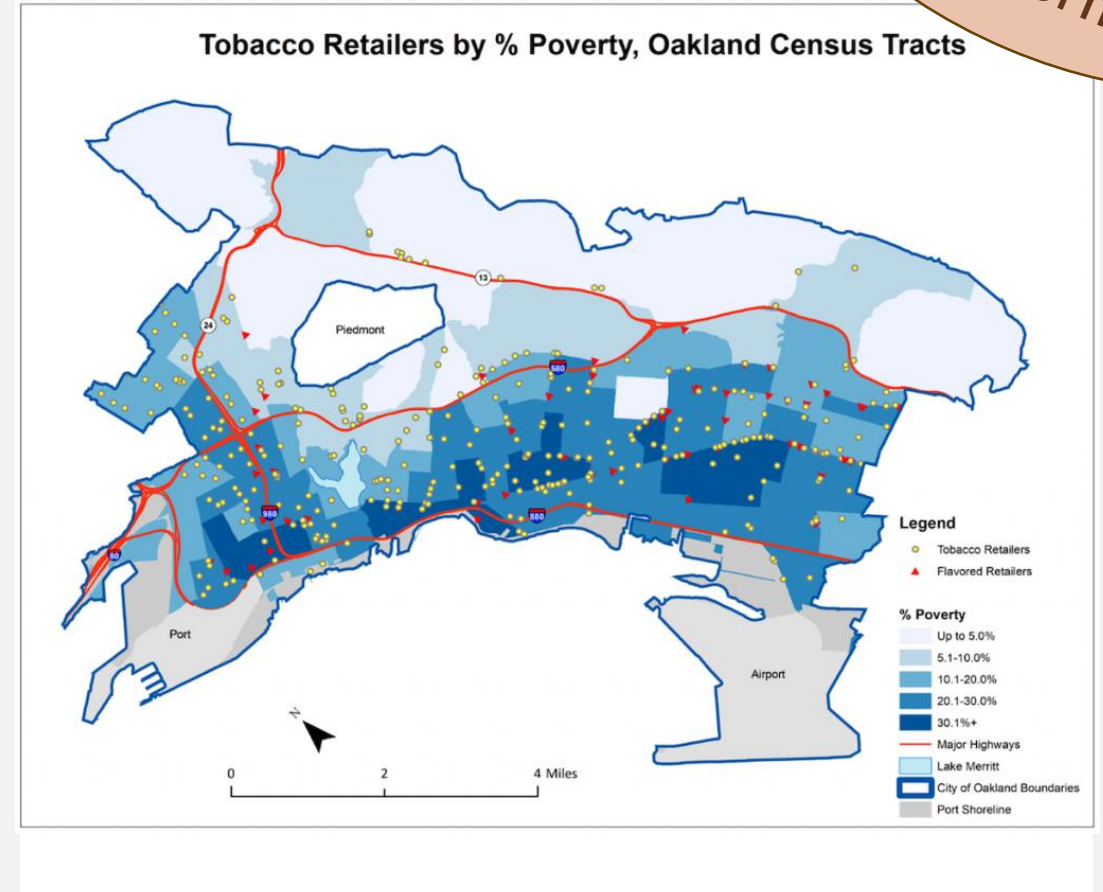 Tobacco Retailers by % Poverty, Oakland Census Tracts
13
Piedmont
24
580
980
880
80
Port
Airport
N
0 2 4 Miles
Legend
Tobacco Retailers
Flavored Retailers
% Poverty
Up to 5.0%
5.1-10.0%
10.1-20.0%
20.1-30.0%
30.1%+
Major Highways
Lake Merritt
City of Oakland Boundaries
Port Shoreline